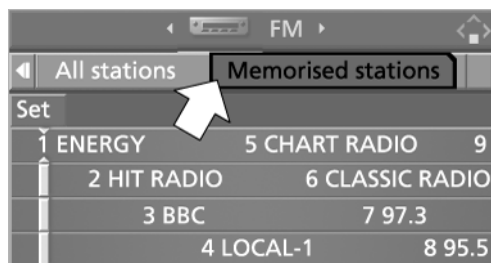 FM
All stations Memorised stations
Set
1 ENERGY 5 CHART RADIO 9
2 HIT RADIO 6 CLASSIC RADIO
3 BBC 7 97.3
4 LOCAL-1 8 95.5